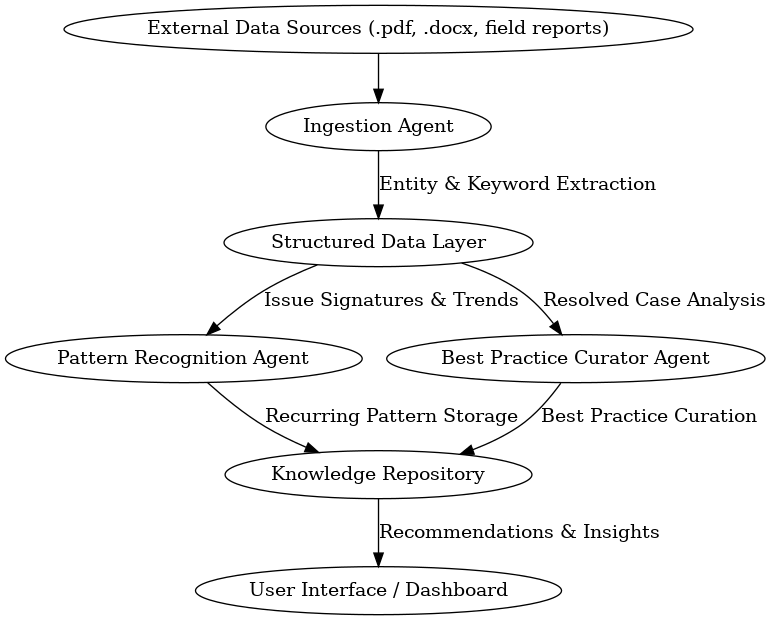 External Data Sources (.pdf, .docx, field reports)
Ingestion Agent
Entity & Keyword Extraction
Structured Data Layer
Issue Signatures & Trends
Resolved Case Analysis
Pattern Recognition Agent
Best Practice Curator Agent
Recurring Pattern Storage
Best Practice Curation
Knowledge Repository
Recommendations & Insights
User Interface / Dashboard